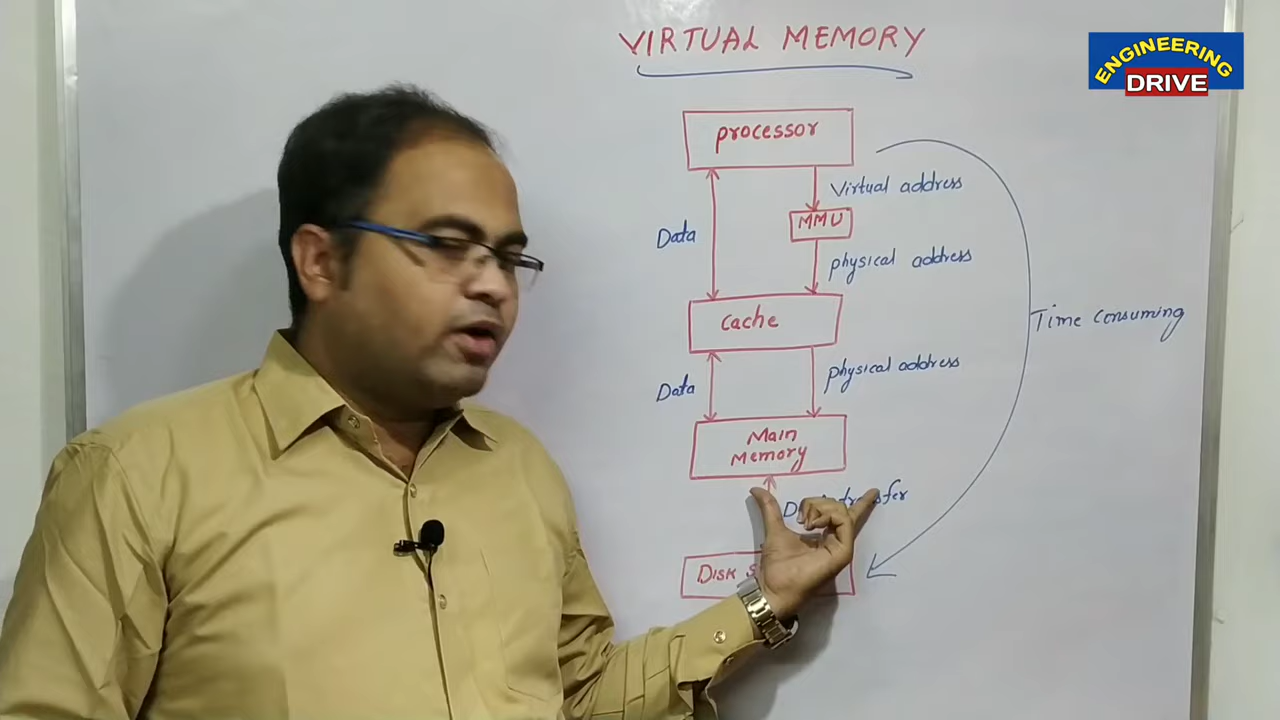 VIRTUAL MEMORY
ENGINEERING
DRIVE
processor
Virtual address
MMU
Data
physical address
cache
Time consuming
physical address
Data
Main
Memory
Disk